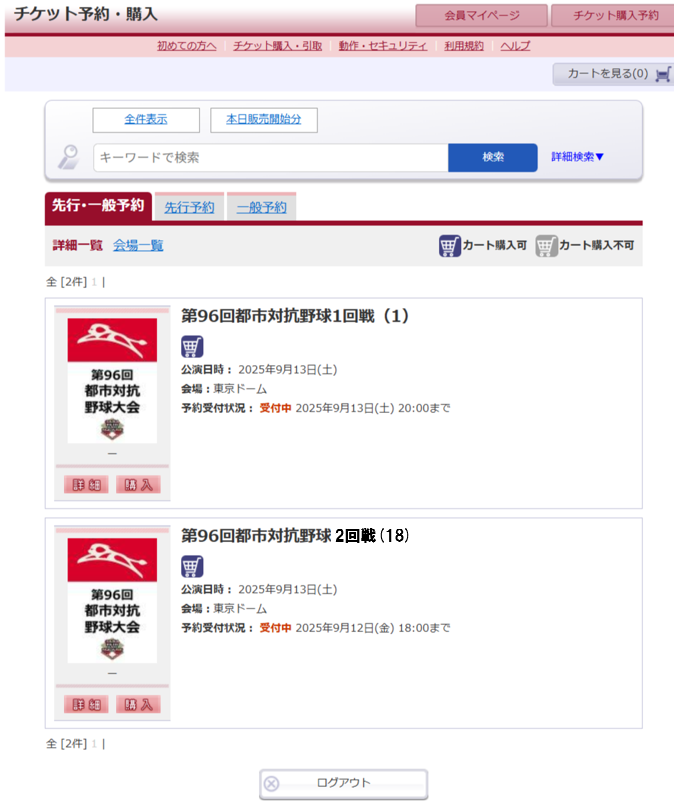 チケット予約・購入
会員マイページ
チケット購入予約
初めての方へ | チケット購入・引取 | 動作・セキュリティ | 利用規約 | ヘルプ
カートを見る(0)
全件表示
本日販売開始分
キーワードで検索
検索
詳細検索▼
先行・一般予約
先行予約
一般予約
詳細一覧 会場一覧
カート購入可
カート購入不可
全 [2件] 1 |
第96回都市対抗野球1回戦（1）
第96回
都市対抗
野球大会
公演日時： 2025年9月13日(土)
会場：東京ドーム
予約受付状況： 受付中 2025年9月13日(土) 20:00まで
―
詳細
購入
第96回都市対抗野球 2回戦(18)
第96回
都市対抗
野球大会
公演日時： 2025年9月13日(土)
会場：東京ドーム
予約受付状況： 受付中 2025年9月12日(金) 18:00まで
―
詳細
購入
全 [2件] 1 |
ログアウト